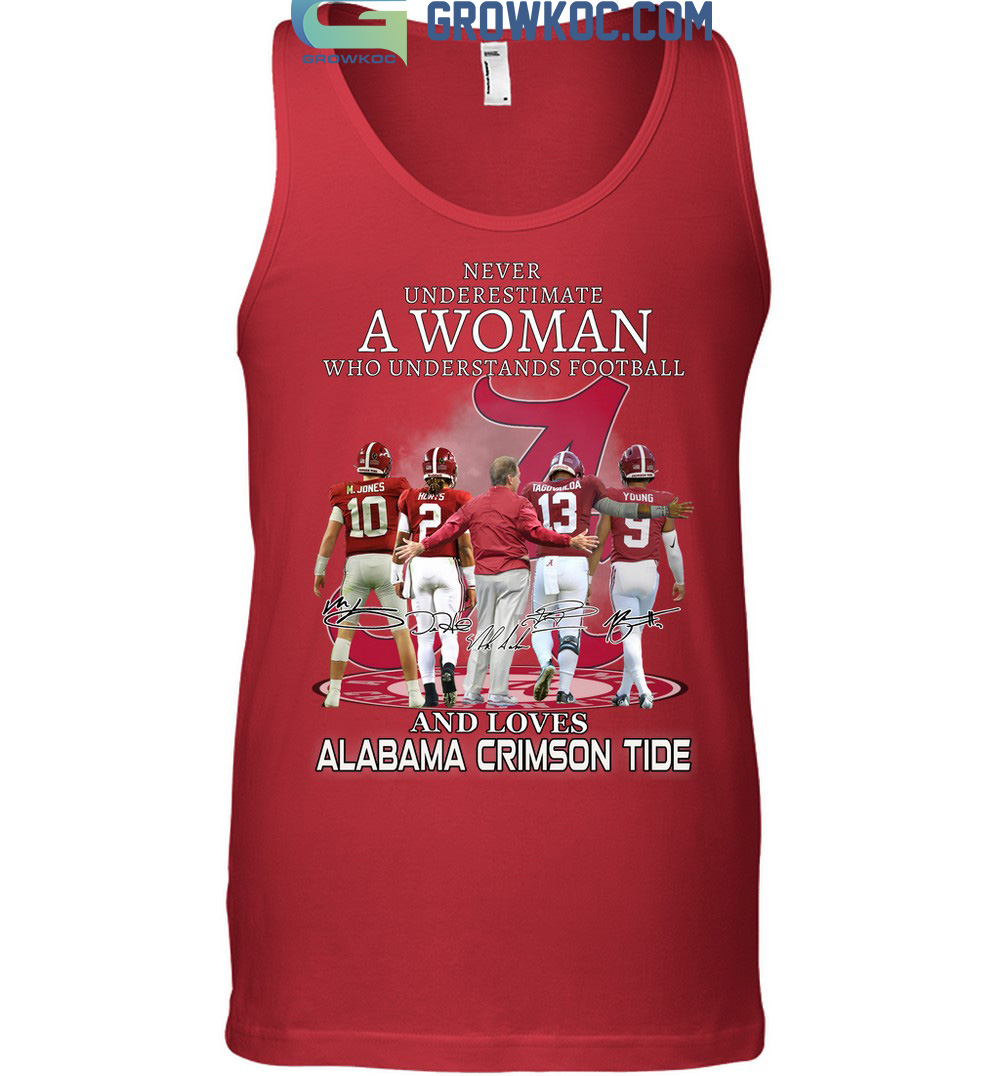 GROWKOC.COM
GROWKOC
NEVER
UNDERESTIMATE
A WOMAN
WHO UNDERSTANDS FOOTBALL
M. JONES
10
HURTS
2
TAGOVAILOA
13
YOUNG
9
AND LOVES
ALABAMA CRIMSON TIDE